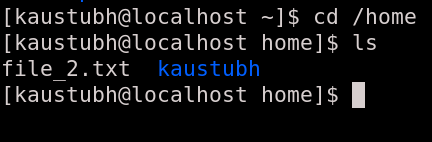 [kaustubh@localhost ~]$ cd /home
[kaustubh@localhost home]$ ls
file_2.txt  kaustubh
[kaustubh@localhost home]$